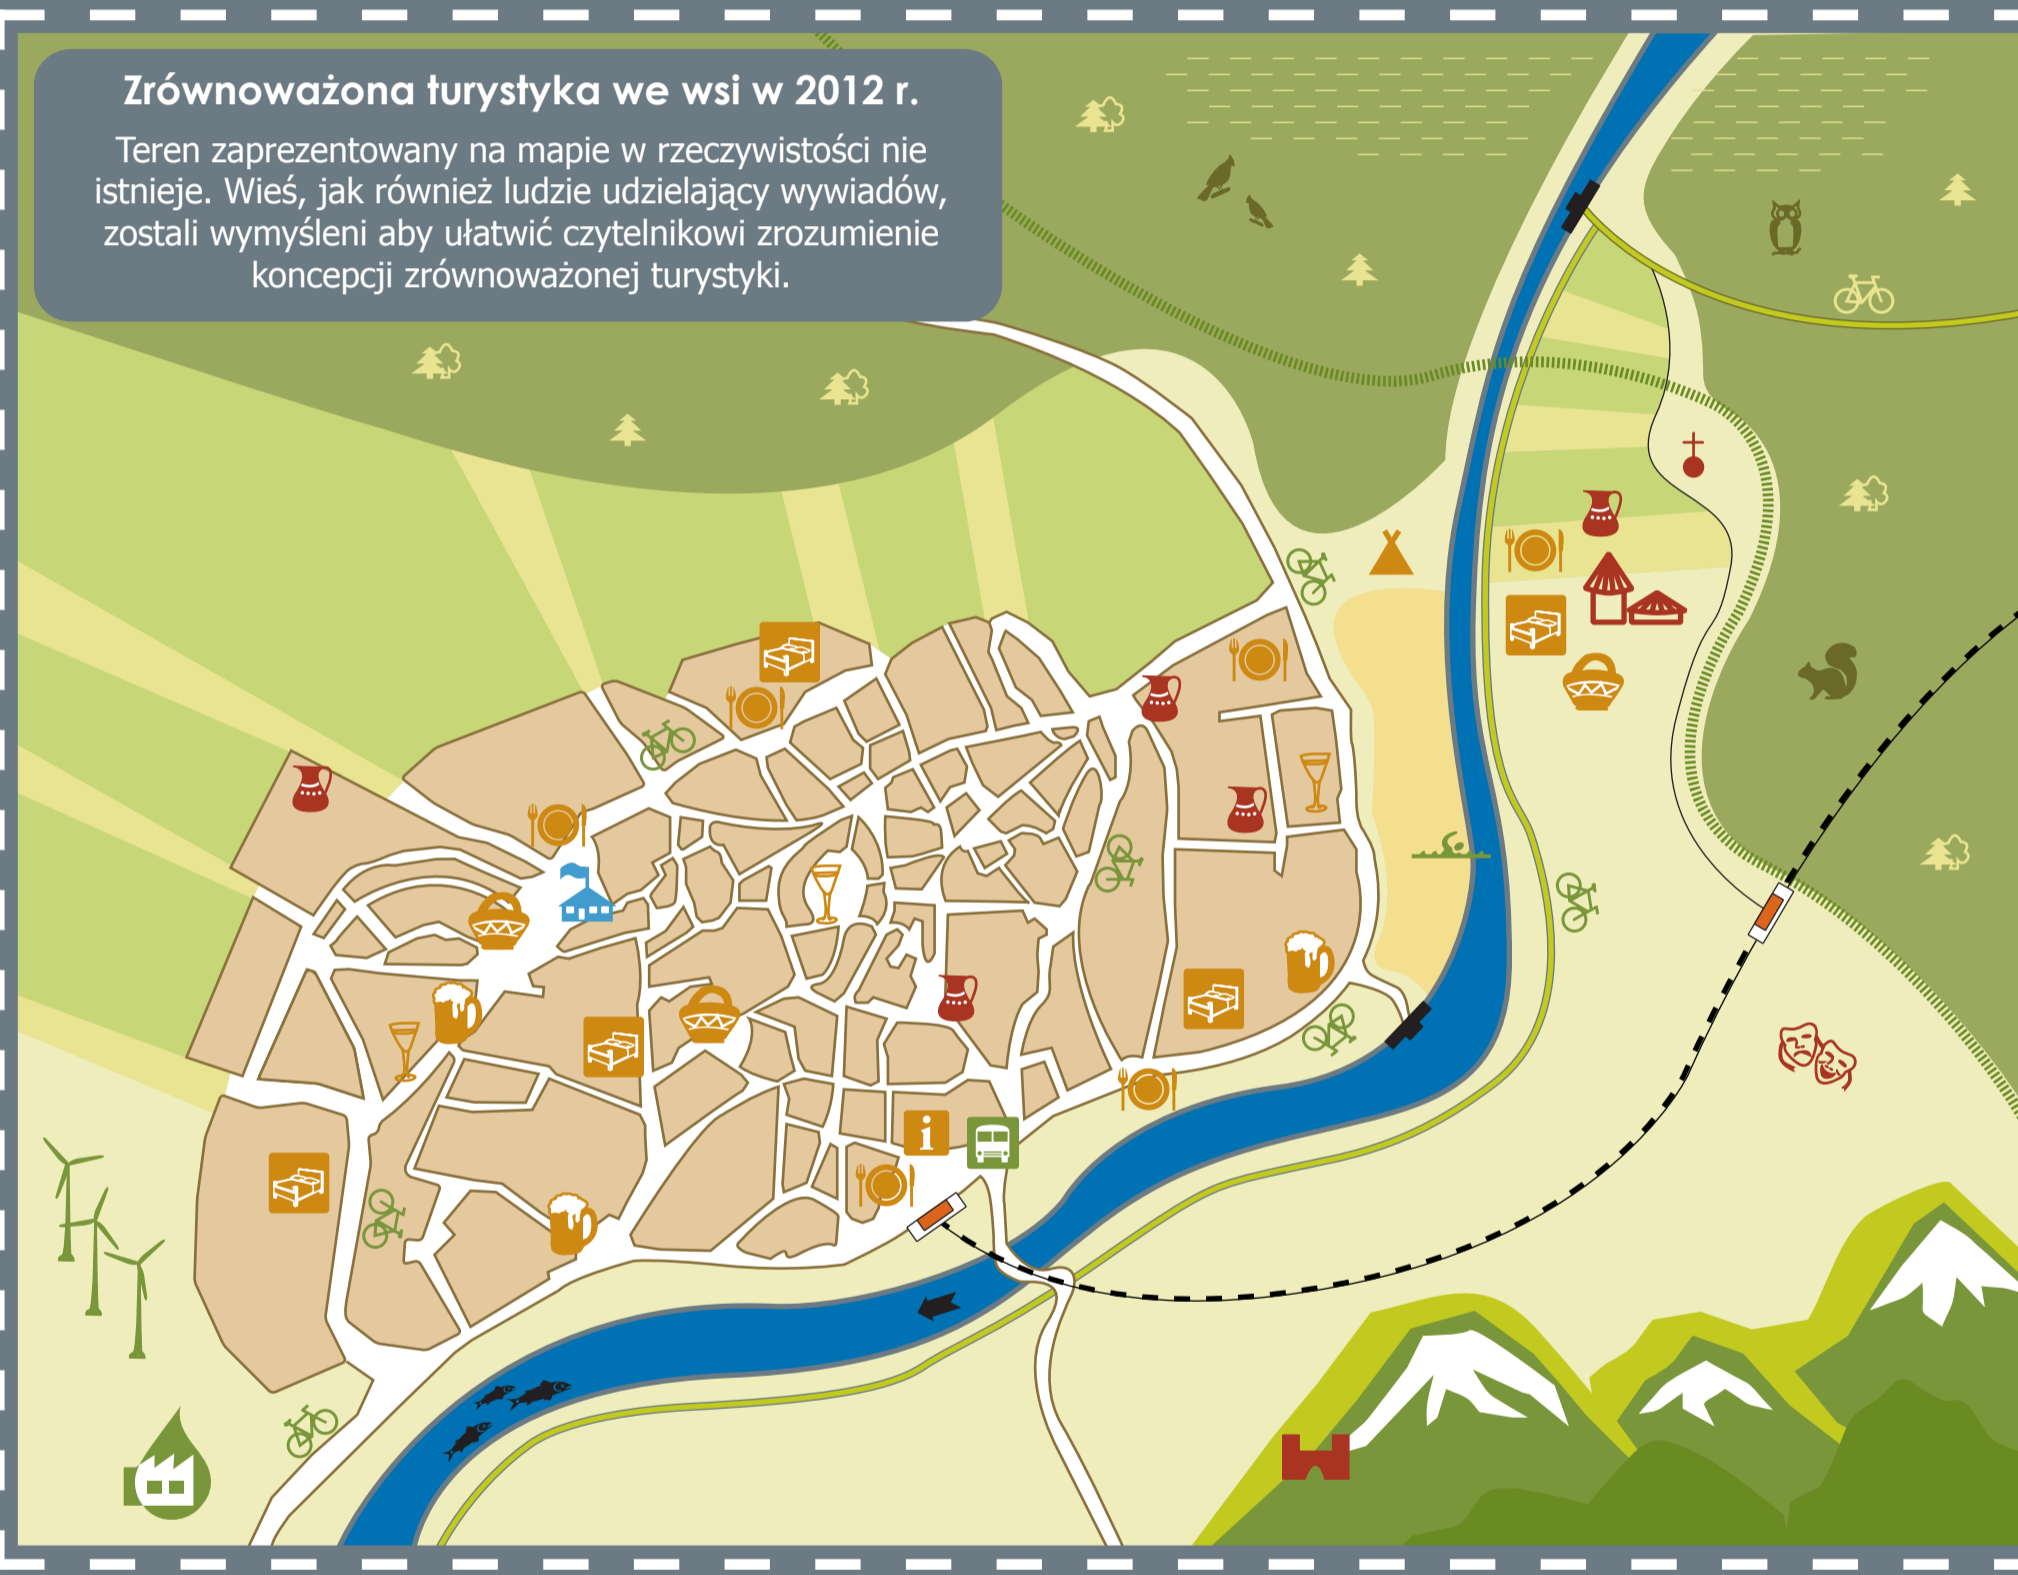 Zrównoważona turystyka we wsi w 2012 r.
Teren zaprezentowany na mapie w rzeczywistości nie
istnieje. Wieś, jak również ludzie udzielający wywiadów,
zostali wymyśleni aby ułatwić czytelnikowi zrozumienie
koncepcji zrównoważonej turystyki.
i